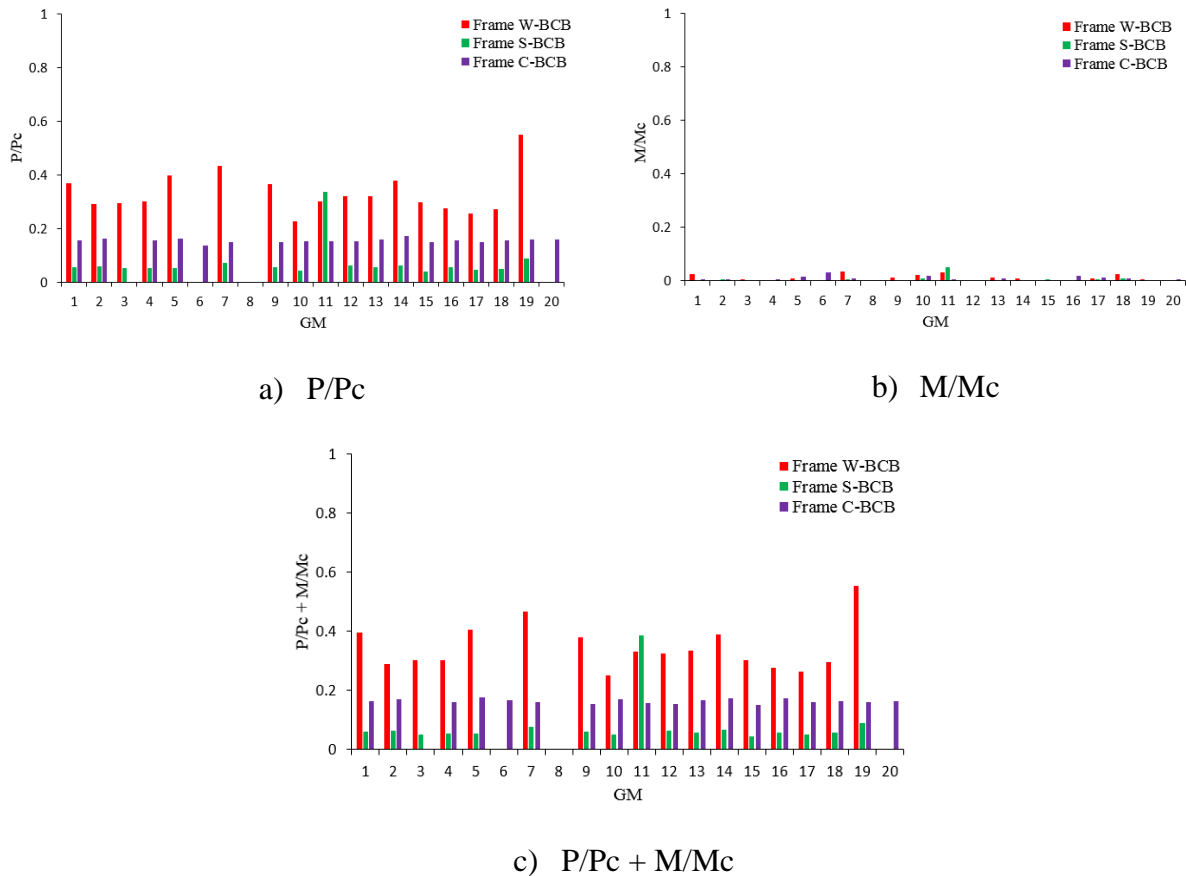 1
0.8
0.6
0.4
0.2
0
P/Pc
1 2 3 4 5 6 7 8 9 10 11 12 13 14 15 16 17 18 19 20
GM
Frame W-BCB
Frame S-BCB
Frame C-BCB
a) P/Pc
1
0.8
0.6
0.4
0.2
0
M/Mc
1 2 3 4 5 6 7 8 9 10 11 12 13 14 15 16 17 18 19 20
GM
Frame W-BCB
Frame S-BCB
Frame C-BCB
b) M/Mc
1
0.8
0.6
0.4
0.2
0
P/Pc + M/Mc
1 2 3 4 5 6 7 8 9 10 11 12 13 14 15 16 17 18 19 20
GM
Frame W-BCB
Frame S-BCB
Frame C-BCB
c) P/Pc + M/Mc